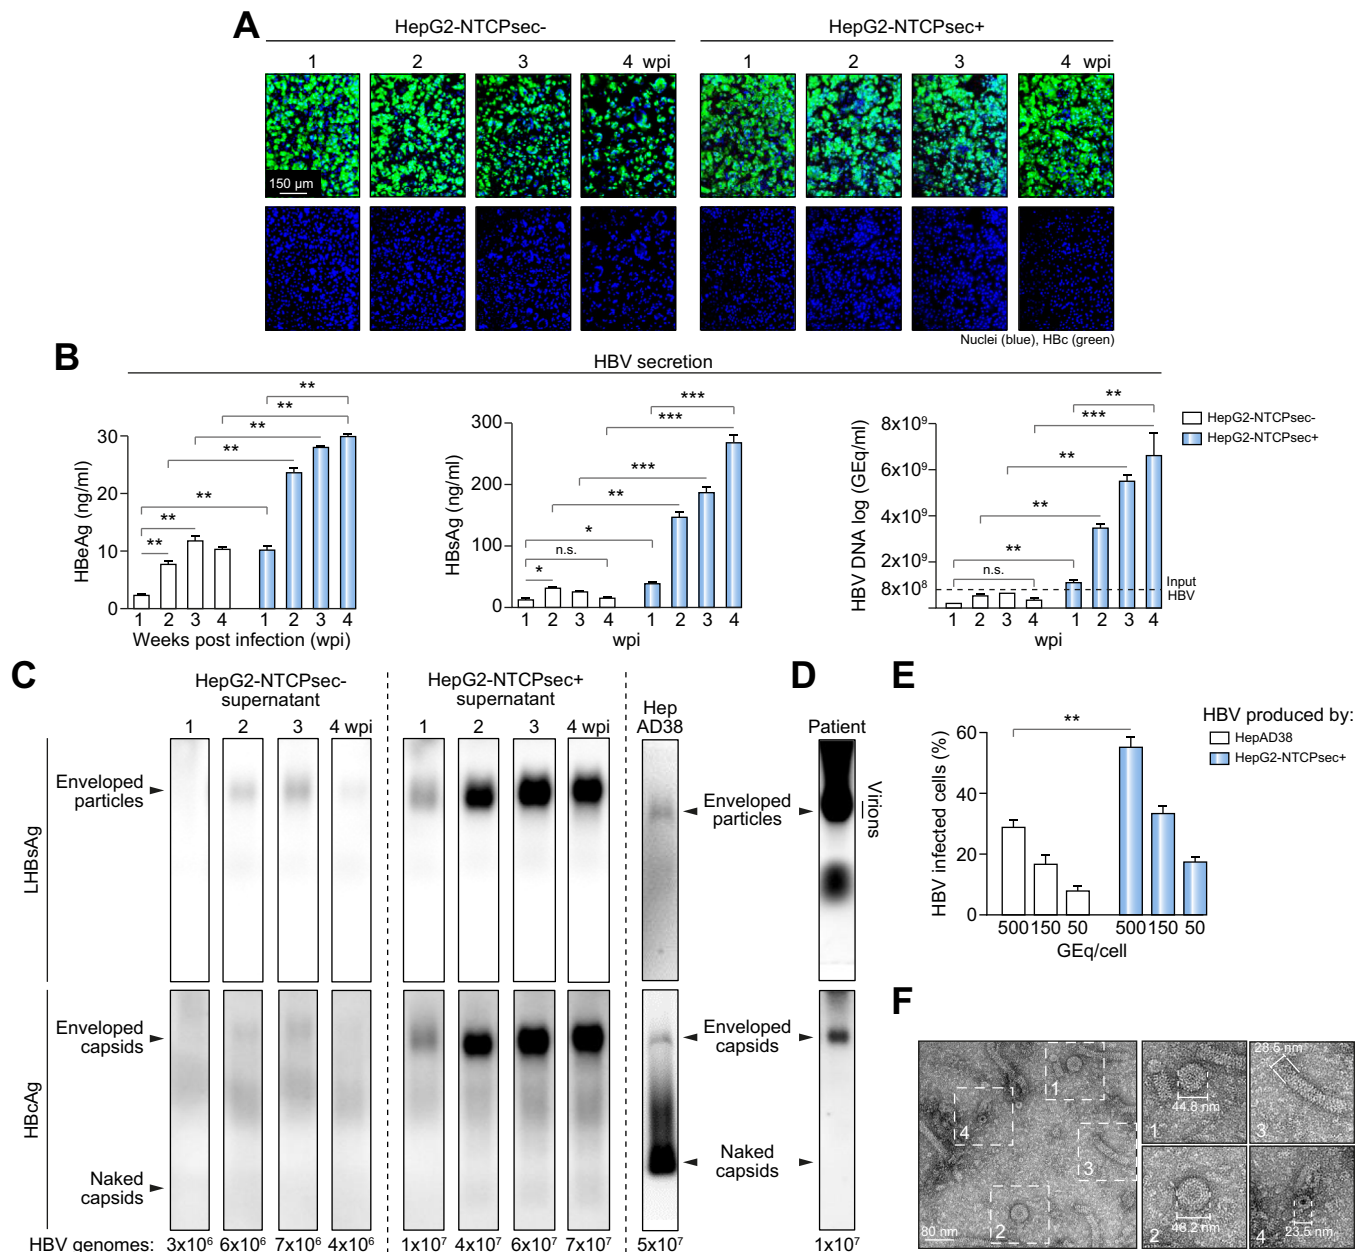 A
HepG2-NTCPsec-
HepG2-NTCPsec+
1 2 3 4 wpi
1 2 3 4 wpi
150 µm
Nuclei (blue), HBc (green)
B
HBV secretion
HBeAg (ng/ml)
30
20
10
0
** ** ** ** ** ** **
1 2 3 4 1 2 3 4
Weeks post infection (wpi)
HBsAg (ng/ml)
300
200
100
0
*** *** *** ** * n.s. *
1 2 3 4 1 2 3 4
wpi
HBV DNA log (GEq/ml)
8x10⁹
6x10⁹
4x10⁹
2x10⁹
8x10⁸
0
** *** ** ** ** n.s.
Input
HBV
1 2 3 4 1 2 3 4
wpi
HepG2-NTCPsec-
HepG2-NTCPsec+
C
HepG2-NTCPsec-
supernatant
HepG2-NTCPsec+
supernatant
Hep
AD38
1 2 3 4 wpi
1 2 3 4 wpi
LHBsAg
Enveloped
particles
Enveloped
particles
HBcAg
Enveloped
capsids
Enveloped
capsids
Naked
capsids
Naked
capsids
HBV genomes: 3x10⁶ 6x10⁶ 7x10⁶ 4x10⁶ 1x10⁷ 4x10⁷ 6x10⁷ 7x10⁷ 5x10⁷
D
Patient
Virions
1x10⁷
E
HBV infected cells (%)
60
40
20
0
**
500 150 50 500 150 50
GEq/cell
HBV produced by:
HepAD38
HepG2-NTCPsec+
F
1
4
3
2
80 nm
44.8 nm
1
28.5 nm
3
48.2 nm
2
23.5 nm
4